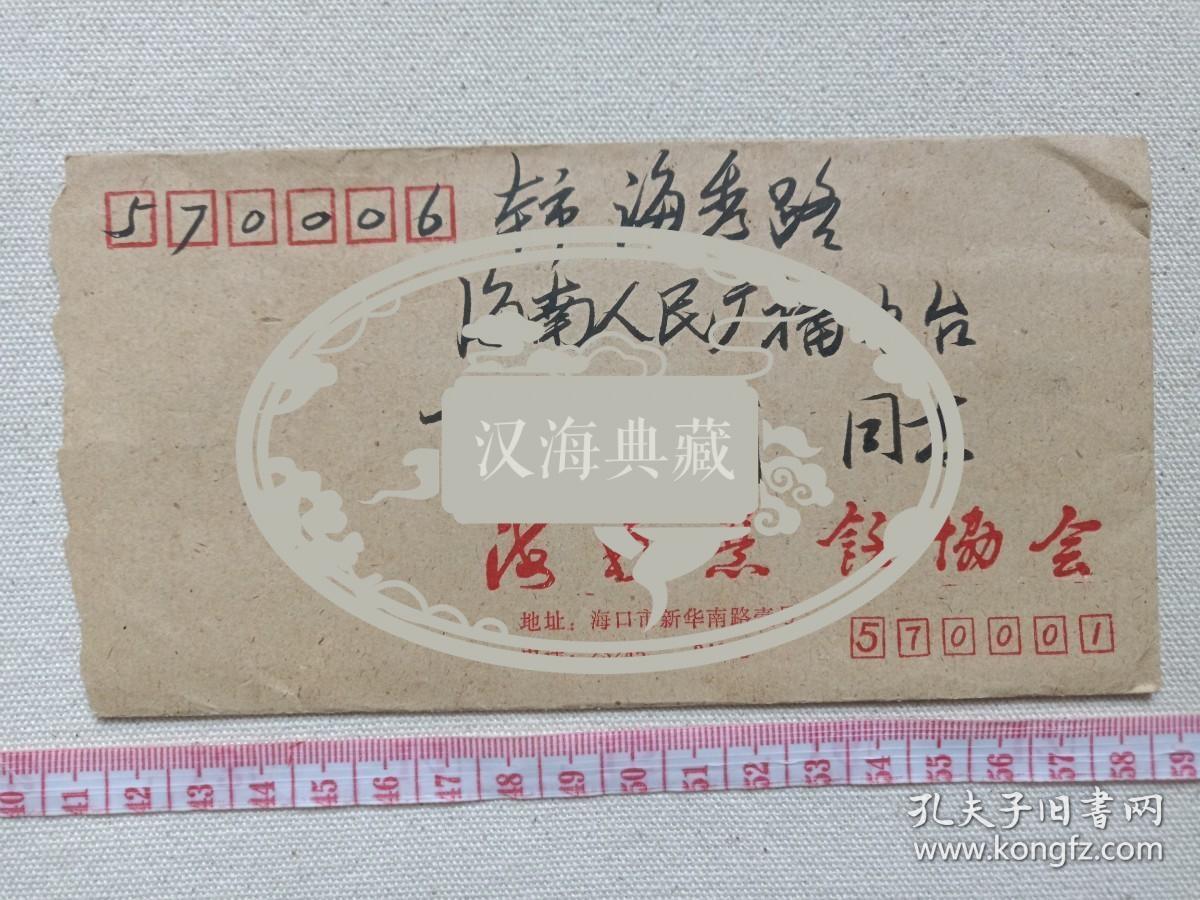 570006 本市海秀路
海南人民广播电台
同志
汉海典藏
海 协会
地址：海口市新华南路壹号
570001
40 41 42 43 44 45 46 47 48 49 50 51 52 53 54 55 56 57 58 59
孔夫子旧书网
www.kongfz.com